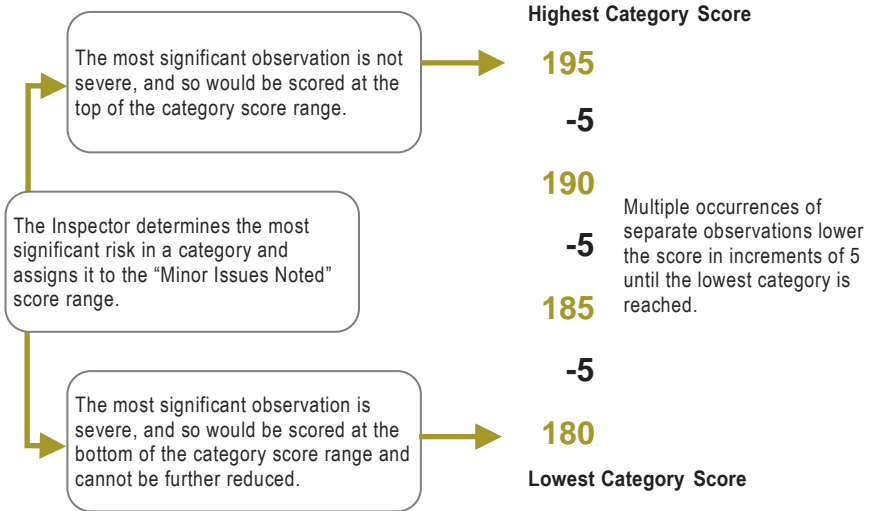 Highest Category Score
The most significant observation is not
severe, and so would be scored at the
top of the category score range.
195
-5
190
The Inspector determines the most
significant risk in a category and
assigns it to the “Minor Issues Noted”
score range.
-5
Multiple occurrences of
separate observations lower
the score in increments of 5
until the lowest category is
reached.
185
-5
The most significant observation is
severe, and so would be scored at the
bottom of the category score range and
cannot be further reduced.
180
Lowest Category Score